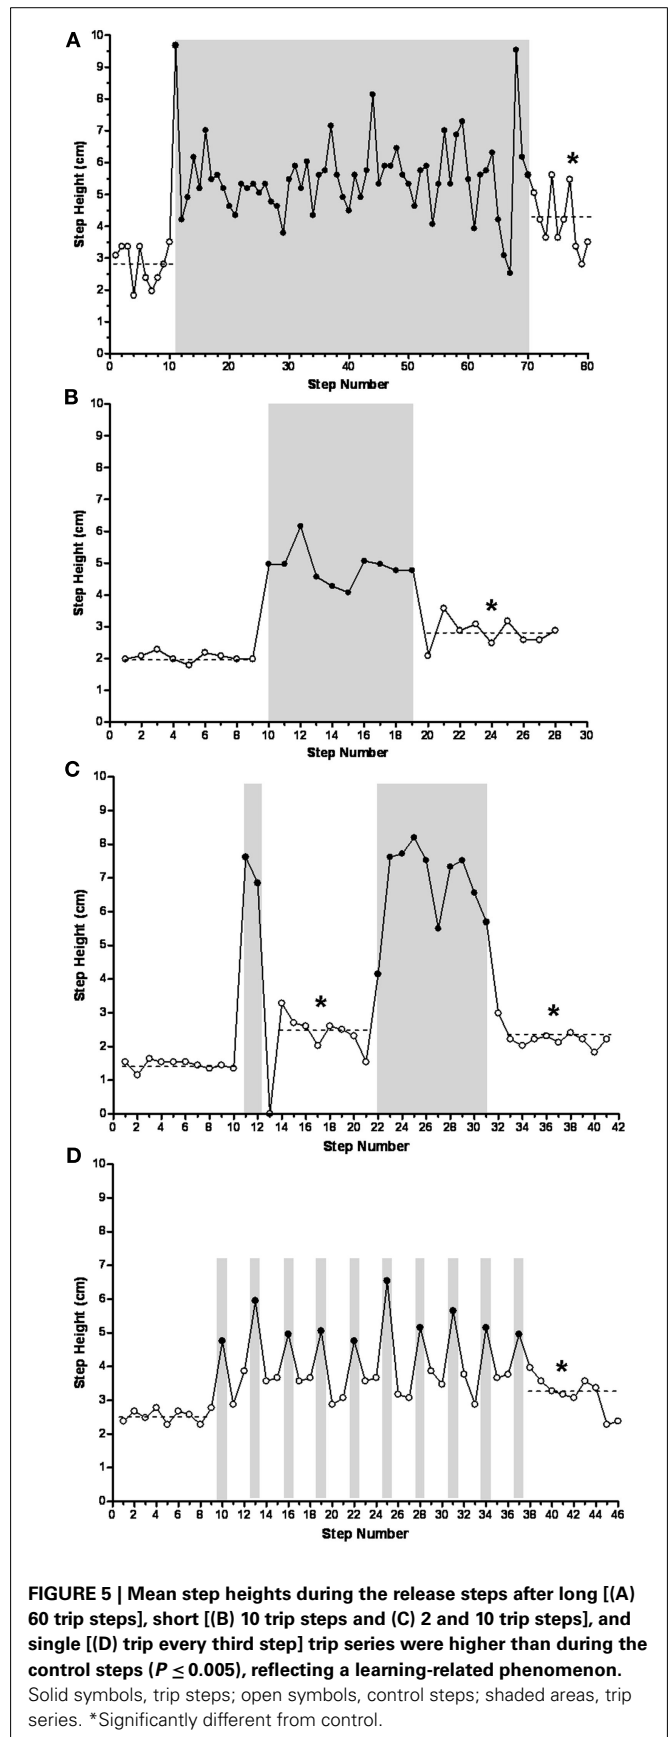 A
10
9
8
7
6
5
4
3
2
1
0
Step Height (cm)
*
0 10 20 30 40 50 60 70 80
Step Number
B
10
9
8
7
6
5
4
3
2
1
0
Step Height (cm)
*
0 2 4 6 8 10 12 14 16 18 20 22 24 26 28 30
Step Number
C
10
9
8
7
6
5
4
3
2
1
0
Step Height (cm)
* *
0 2 4 6 8 10 12 14 16 18 20 22 24 26 28 30 32 34 36 38 40 42
Step Number
D
10
9
8
7
6
5
4
3
2
1
0
Step Height (cm)
*
0 2 4 6 8 10 12 14 16 18 20 22 24 26 28 30 32 34 36 38 40 42 44 46
Step Number
FIGURE 5 | Mean step heights during the release steps after long [(A)
60 trip steps], short [(B) 10 trip steps and (C) 2 and 10 trip steps], and
single [(D) trip every third step] trip series were higher than during the
control steps (P ≤ 0.005), reflecting a learning-related phenomenon.
Solid symbols, trip steps; open symbols, control steps; shaded areas, trip
series. *Significantly different from control.